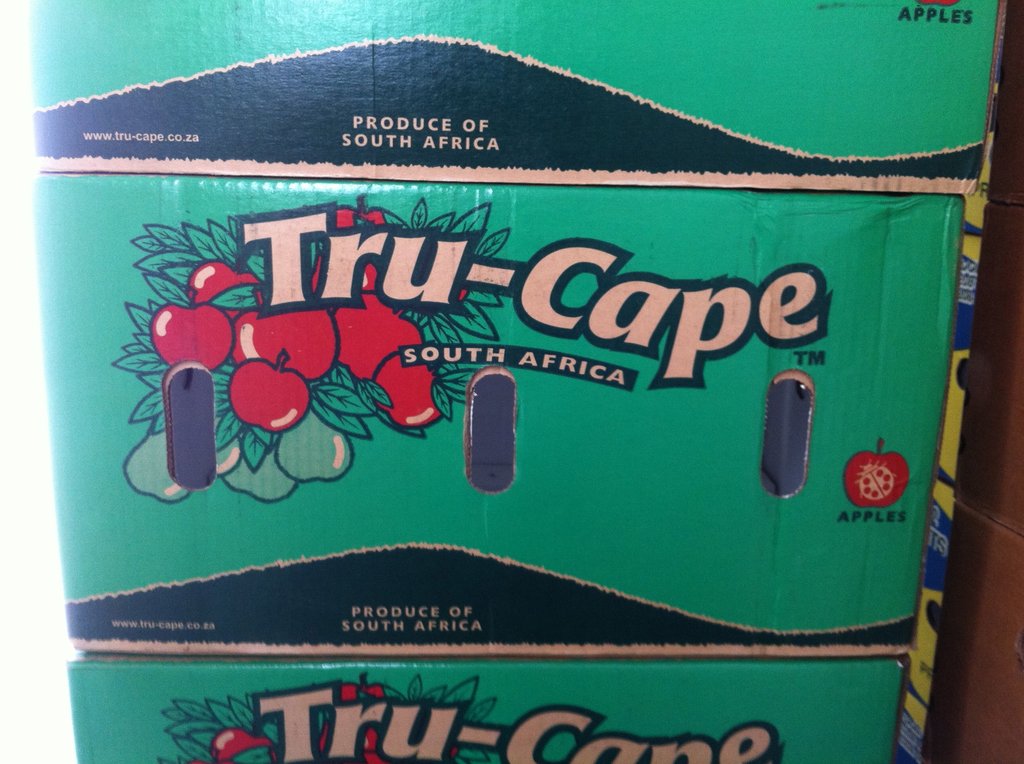 APPLES
www.tru-cape.co.za
PRODUCE OF
SOUTH AFRICA
Tru-Cape
TM
SOUTH AFRICA
APPLES
www.tru-cape.co.za
PRODUCE OF
SOUTH AFRICA
Tru-Cape